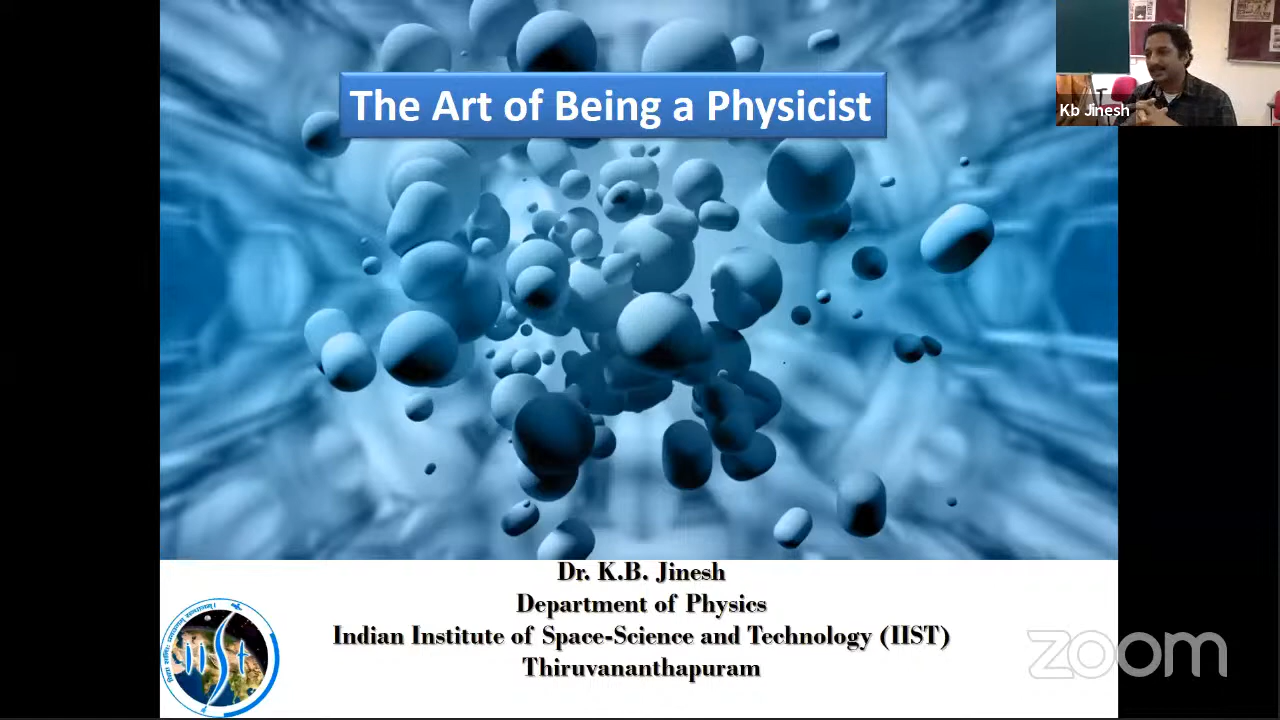 The Art of Being a Physicist
Kb Jinesh
Dr. K.B. Jinesh
Department of Physics
Indian Institute of Space-Science and Technology (IIST)
Thiruvananthapuram
iist
zoom